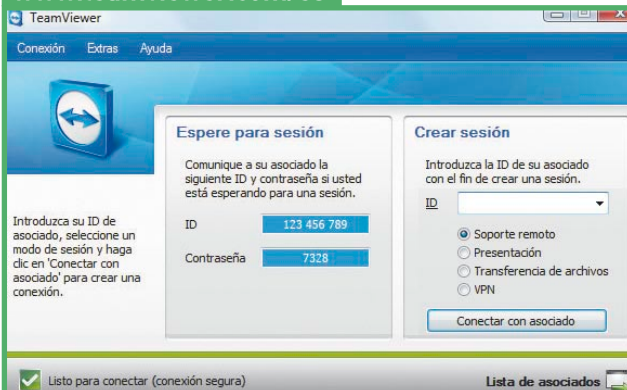 TeamViewer
Conexión Extras Ayuda
Espere para sesión
Comunique a su asociado la
siguiente ID y contraseña si usted
está esperando para una sesión.
ID 123 456 789
Contraseña 7328
Crear sesión
Introduzca la ID de su asociado
con el fin de crear una sesión.
ID
Soporte remoto
Presentación
Transferencia de archivos
VPN
Conectar con asociado
Introduzca su ID de
asociado, seleccione un
modo de sesión y haga
clic en 'Conectar con
asociado' para crear una
conexión.
Listo para conectar (conexión segura)
Lista de asociados